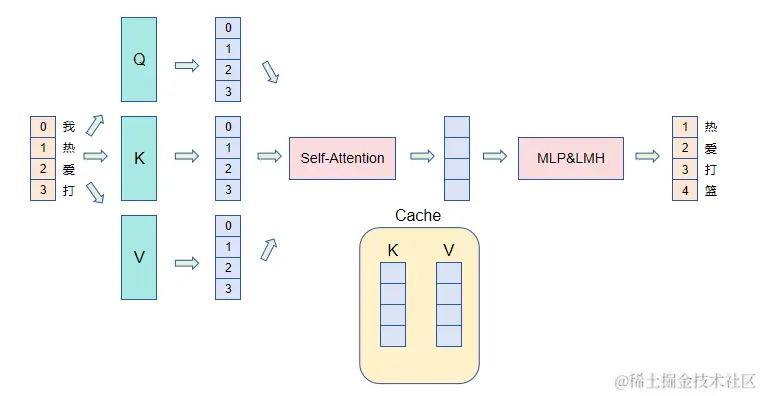 Q
0
1
2
3
0 我
1 热
2 爱
3 打
K
0
1
2
3
Self-Attention
MLP&LMH
1 热
2 爱
3 打
4 篮
V
0
1
2
3
Cache
K V
@稀土掘金技术社区